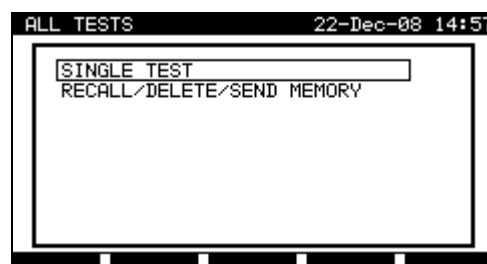 ALL TESTS 22-Dec-08 14:57
SINGLE TEST
RECALL/DELETE/SEND MEMORY